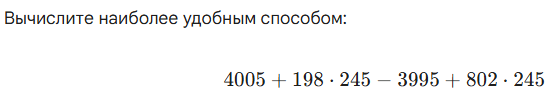 Вычислите наиболее удобным способом:
4005 + 198 · 245 − 3995 + 802 · 245